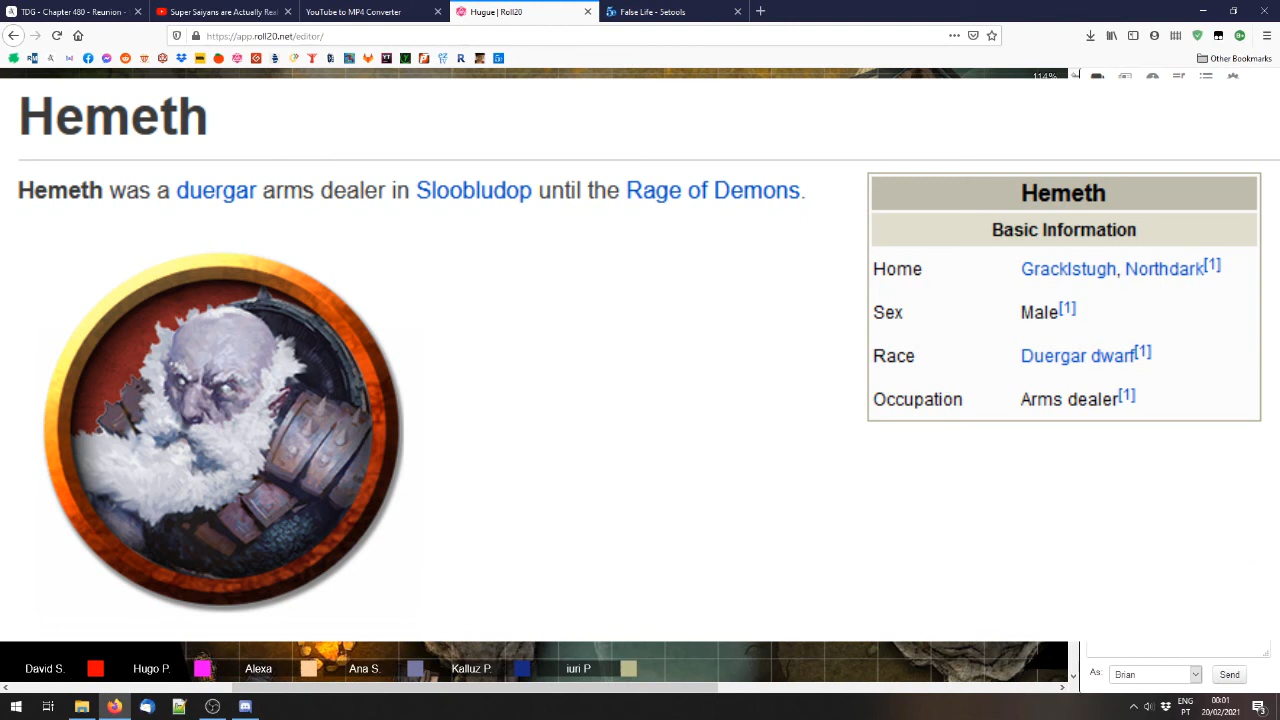 TDG - Chapter 480 - Reunion -
Super Saiyans are Actually Rea
YouTube to MP4 Converter
Hugue | Roll20
False Life - 5etools
https://app.roll20.net/editor/
Other Bookmarks
114%
Hemeth
Hemeth was a duergar arms dealer in Sloobludop until the Rage of Demons.
Hemeth
Basic Information
Home Gracklstugh, Northdark[1]
Sex Male[1]
Race Duergar dwarf[1]
Occupation Arms dealer[1]
David S. Hugo P. Alexa Ana S. Kalluz P. iuri P
As: Brian Send
ENG 00:01
PT 20/02/2021